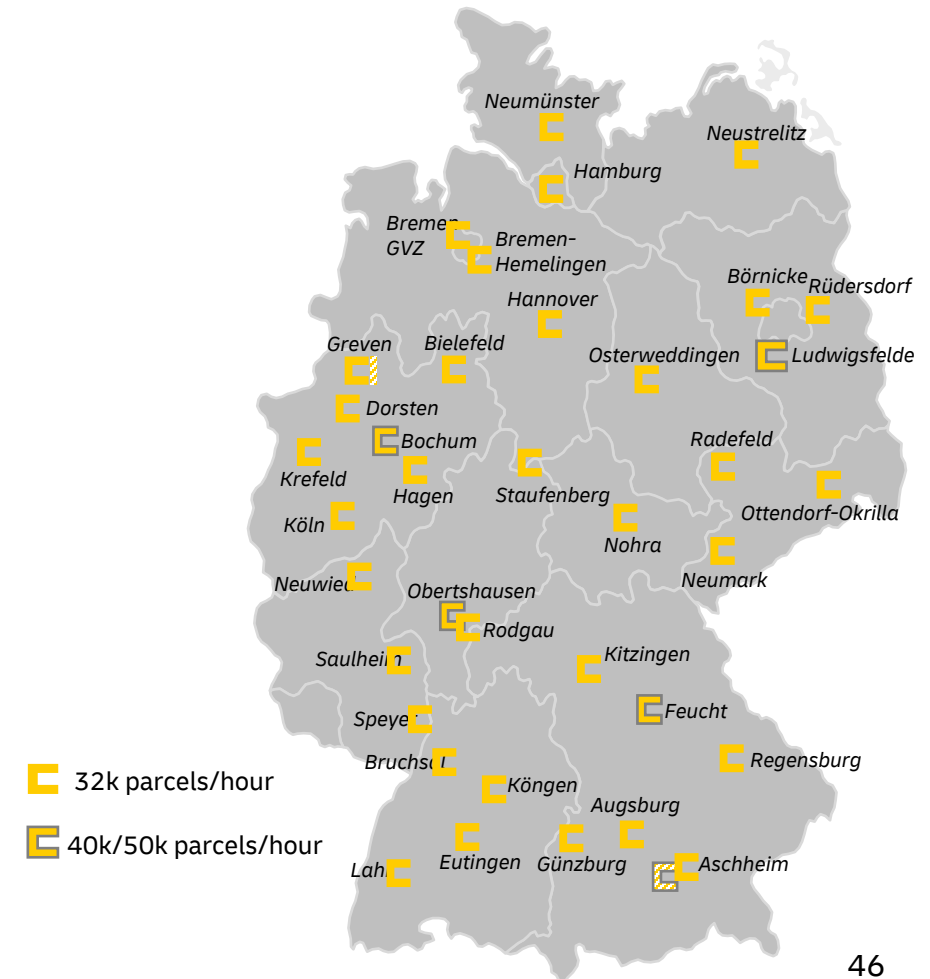 Neumünster
Neustrelitz
Hamburg
Bremen
GVZ
Bremen-
Hemelingen
Börnicke
Rüdersdorf
Hannover
Greven
Bielefeld
Osterweddingen
Ludwigsfelde
Dorsten
Bochum
Radefeld
Krefeld
Hagen
Staufenberg
Ottendorf-Okrilla
Köln
Nohra
Neumark
Neuwied
Obertshausen
Rodgau
Saulheim
Kitzingen
Speyer
Feucht
Bruchsal
Regensburg
32k parcels/hour
Köngen
Augsburg
40k/50k parcels/hour
Eutingen
Günzburg
Aschheim
Lahr
46